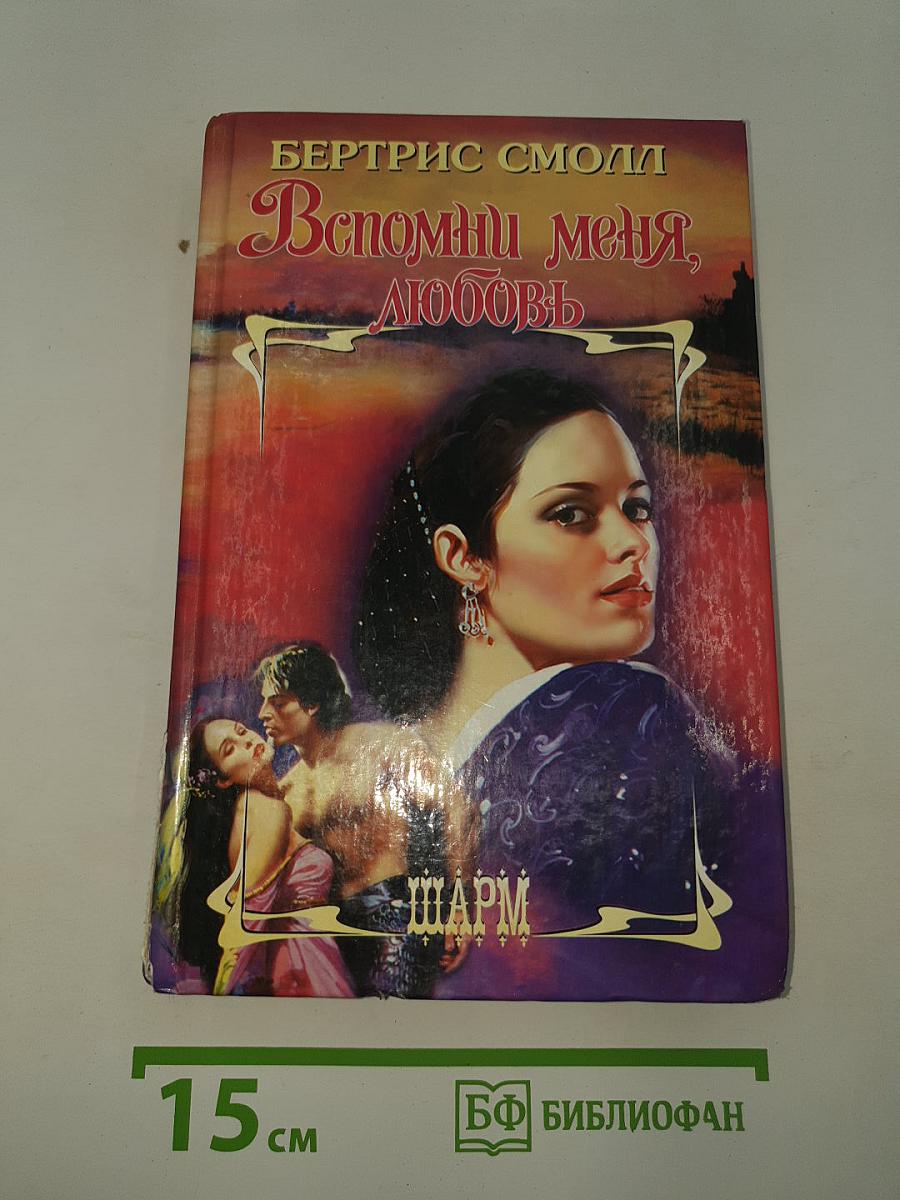 БЕРТРИС СМОЛЛ
Вспомни меня,
любовь
ШАРМ
15 см
БФ БИБЛИОФАН